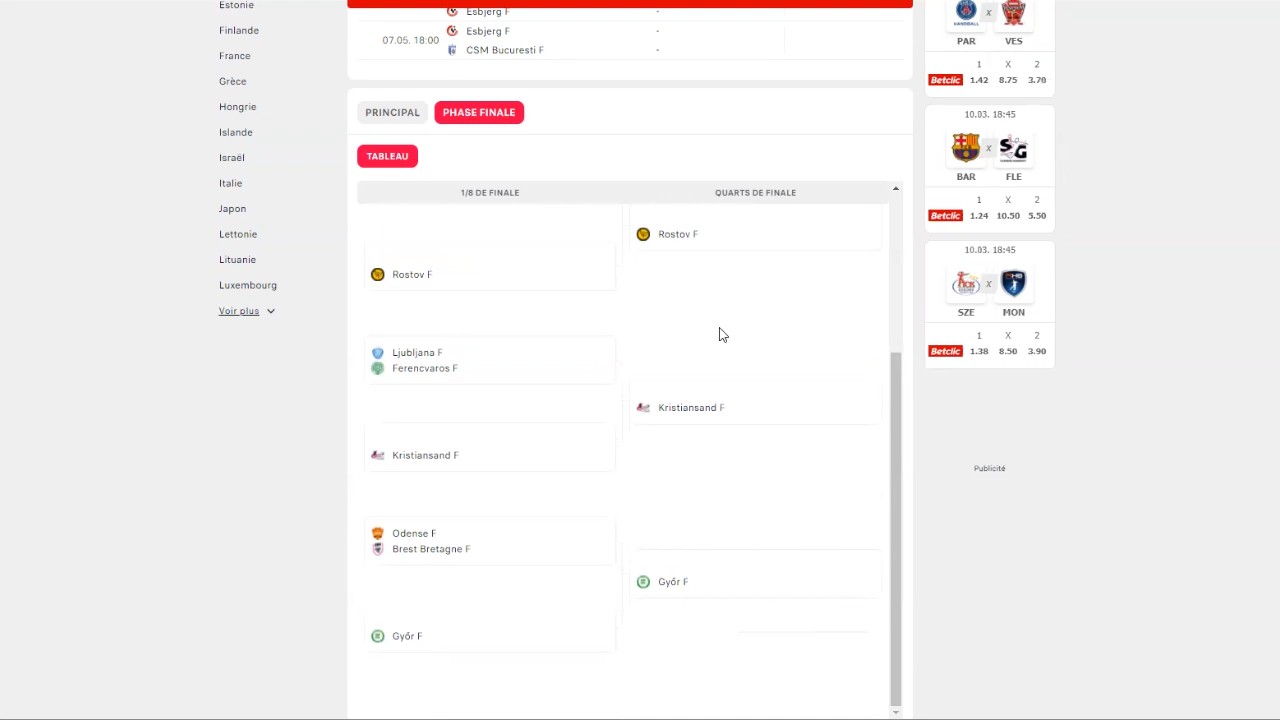 Estonie
Finlande
France
Grèce
Hongrie
Islande
Israël
Italie
Japon
Lettonie
Lituanie
Luxembourg
Voir plus
Esbjerg F
-
07.05. 18:00
Esbjerg F
-
CSM Bucuresti F
-
PRINCIPAL
PHASE FINALE
TABLEAU
1/8 DE FINALE
QUARTS DE FINALE
Rostov F
Rostov F
Ljubljana F
Ferencvaros F
Kristiansand F
Kristiansand F
Odense F
Brest Bretagne F
Győr F
Győr F
PARIS
HANDBALL
X
PAR VES
1 X 2
Betclic 1.42 8.75 3.70
10.03. 18:45
X
SG
BAR FLE
1 X 2
Betclic 1.24 10.50 5.50
10.03. 18:45
X
SZE MON
1 X 2
Betclic 1.38 8.50 3.90
Publicité